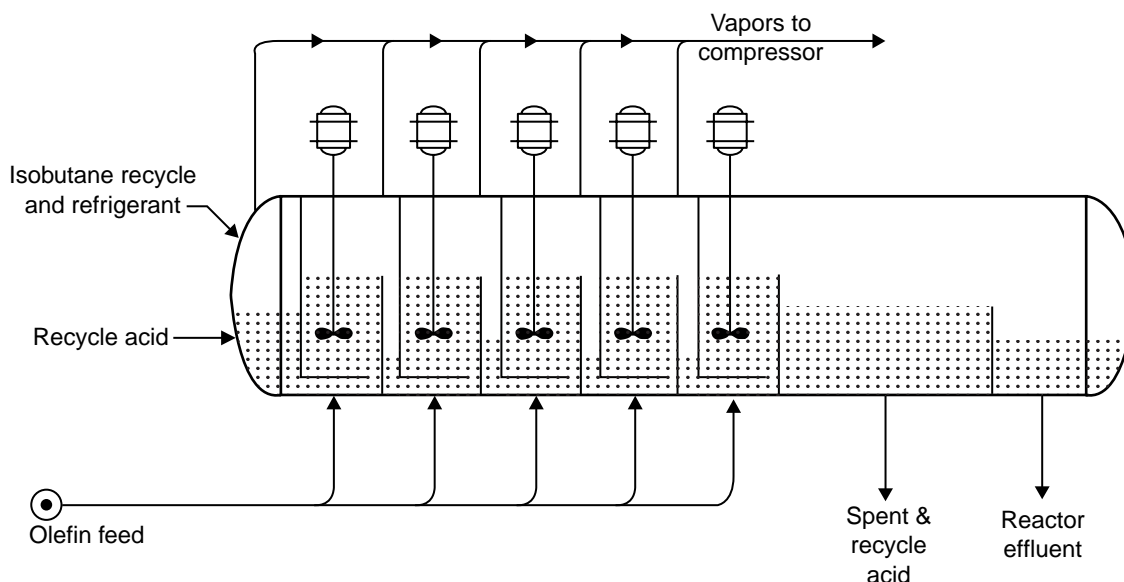 Vapors to
compressor
Isobutane recycle
and refrigerant
Recycle acid
Olefin feed
Spent &
recycle
acid
Reactor
effluent